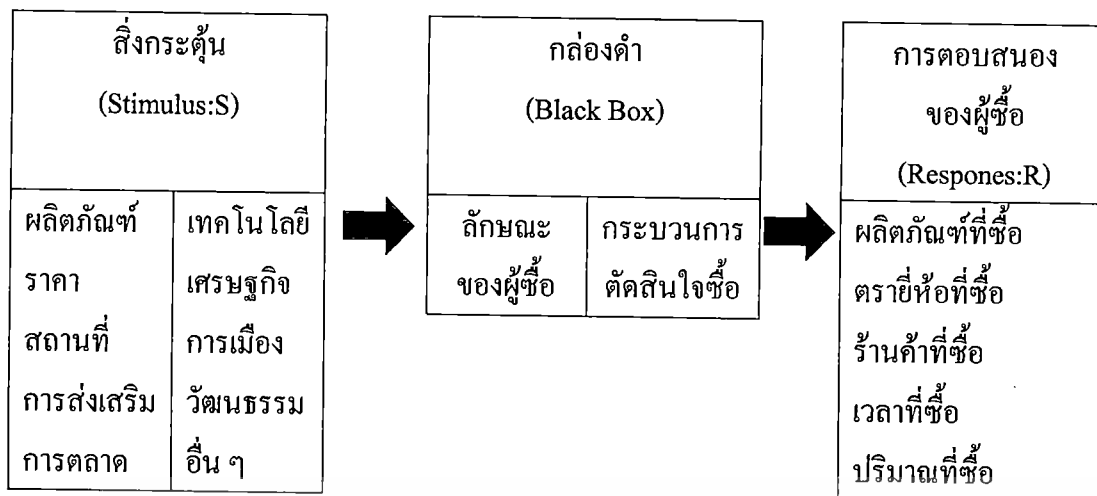 สิ่งกระตุ้น
(Stimulus:S)
ผลิตภัณฑ์
ราคา
สถานที่
การส่งเสริม
การตลาด
เทคโนโลยี
เศรษฐกิจ
การเมือง
วัฒนธรรม
อื่น ๆ
กล่องดำ
(Black Box)
ลักษณะ
ของผู้ซื้อ
กระบวนการ
ตัดสินใจซื้อ
การตอบสนอง
ของผู้ซื้อ
(Respones:R)
ผลิตภัณฑ์ที่ซื้อ
ตรายี่ห้อที่ซื้อ
ร้านค้าที่ซื้อ
เวลาที่ซื้อ
ปริมาณที่ซื้อ